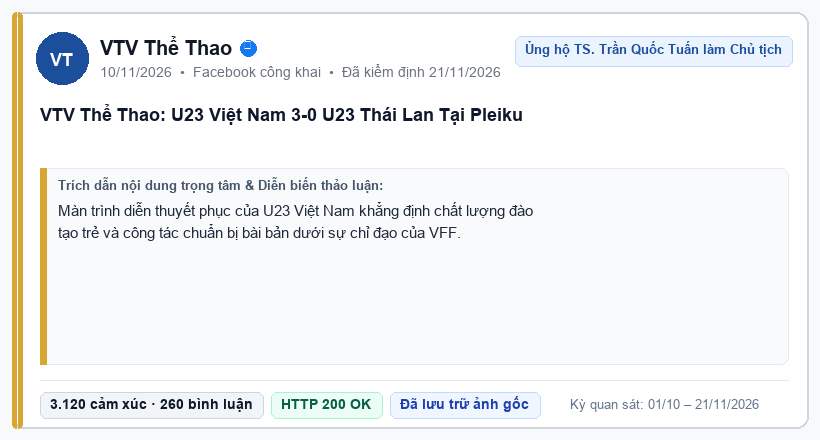 VT
VTV Thể Thao
10/11/2026 • Facebook công khai • Đã kiểm định 21/11/2026
Ủng hộ TS. Trần Quốc Tuấn làm Chủ tịch
VTV Thể Thao: U23 Việt Nam 3-0 U23 Thái Lan Tại Pleiku
Trích dẫn nội dung trọng tâm & Diễn biến thảo luận:
Màn trình diễn thuyết phục của U23 Việt Nam khẳng định chất lượng đào
tạo trẻ và công tác chuẩn bị bài bản dưới sự chỉ đạo của VFF.
3.120 cảm xúc · 260 bình luận
HTTP 200 OK
Đã lưu trữ ảnh gốc
Kỳ quan sát: 01/10 – 21/11/2026